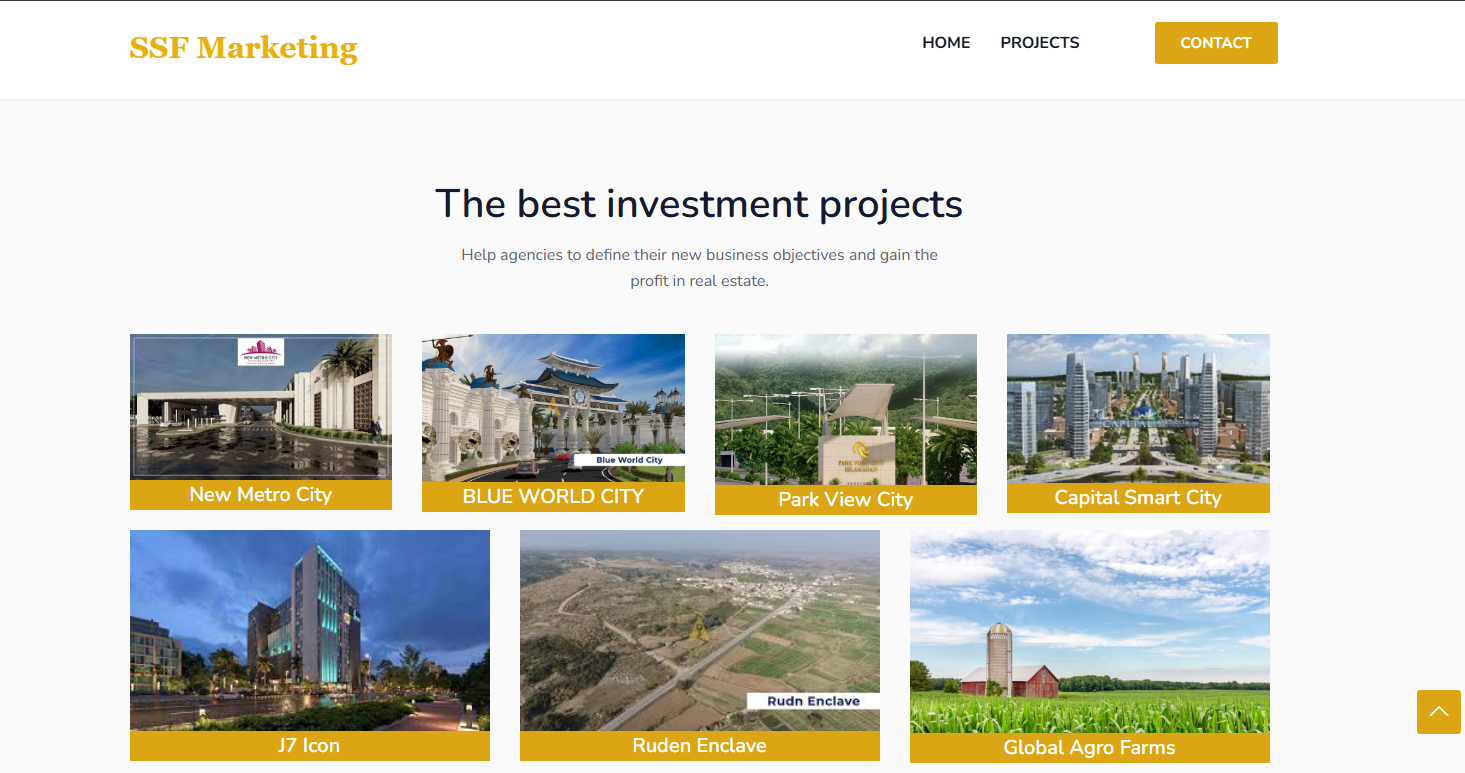 SSF Marketing
HOME
PROJECTS
CONTACT
The best investment projects
Help agencies to define their new business objectives and gain the
profit in real estate.
NEW METRO CITY
New Metro City
Blue World City
BLUE WORLD CITY
PARK VIEW CITY
ISLAMABAD
Park View City
CAPITAL
Capital Smart City
J7 Icon
Rudn Enclave
Ruden Enclave
Global Agro Farms